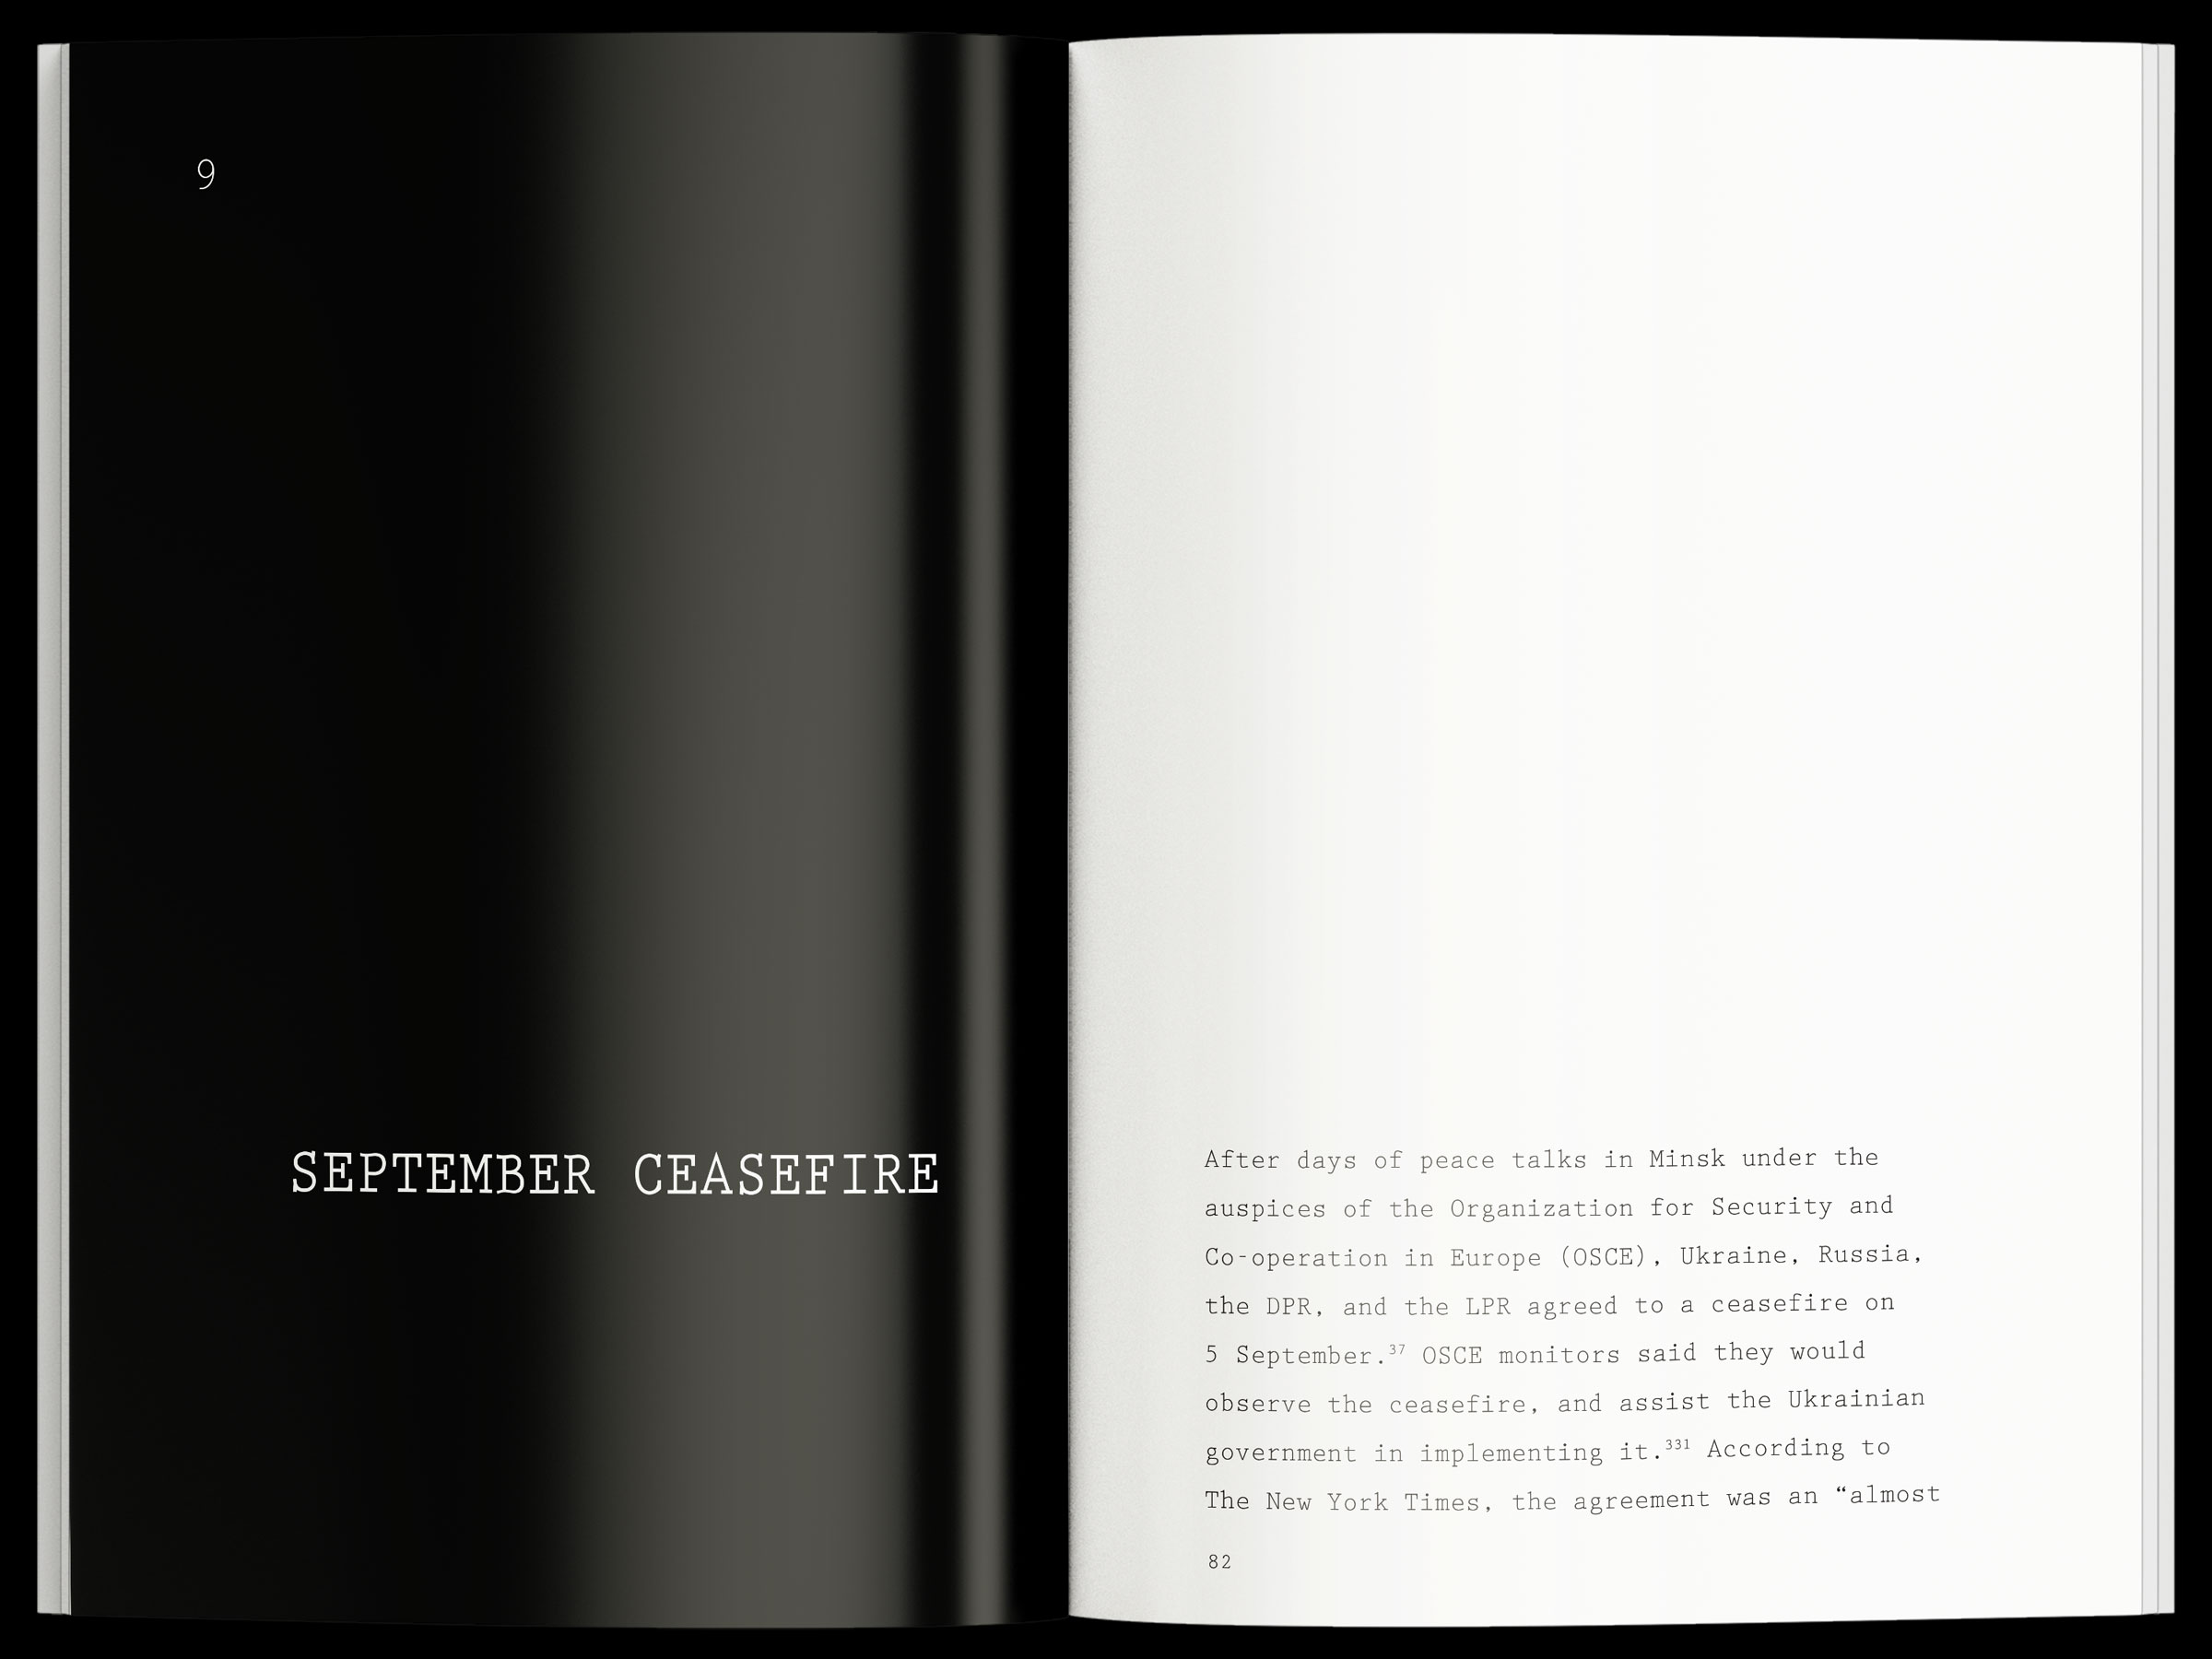 9
SEPTEMBER CEASEFIRE
After days of peace talks in Minsk under the
auspices of the Organization for Security and
Co-operation in Europe (OSCE), Ukraine, Russia,
the DPR, and the LPR agreed to a ceasefire on
5 September.³⁷ OSCE monitors said they would
observe the ceasefire, and assist the Ukrainian
government in implementing it.³³¹ According to
The New York Times, the agreement was an “almost
82